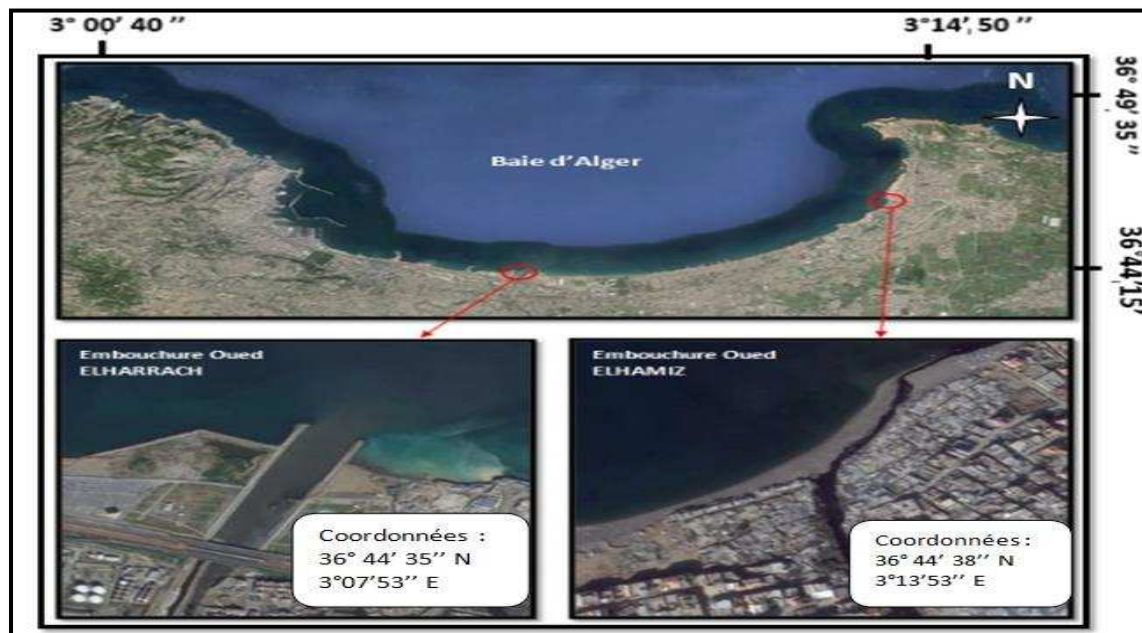 3° 00′ 40 ″
3°14′, 50 ″
N
36° 49′ 35″
Baie d'Alger
36° 44′15″
Embouchure Oued
ELHARRACH
Embouchure Oued
ELHAMIZ
Coordonnées :
36° 44′ 35″ N
3°07′53″ E
Coordonnées :
36° 44′ 38″ N
3°13′53″ E